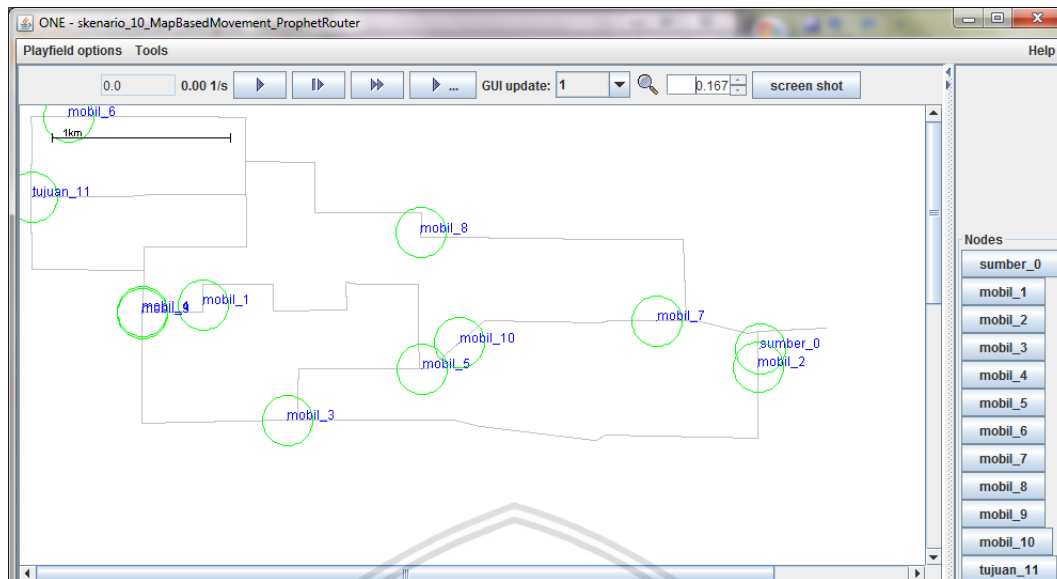 ONE - skenario_10_MapBasedMovement_ProphetRouter
Playfield options Tools Help
0.0 0.00 1/s ... GUI update: 1 0.167 screen shot
mobil_6
1km
tujuan_11
mobil_8
mobil_1
mobil_7
mobil_10
sumber_0
mobil_5
mobil_2
mobil_3
Nodes
sumber_0
mobil_1
mobil_2
mobil_3
mobil_4
mobil_5
mobil_6
mobil_7
mobil_8
mobil_9
mobil_10
tujuan_11